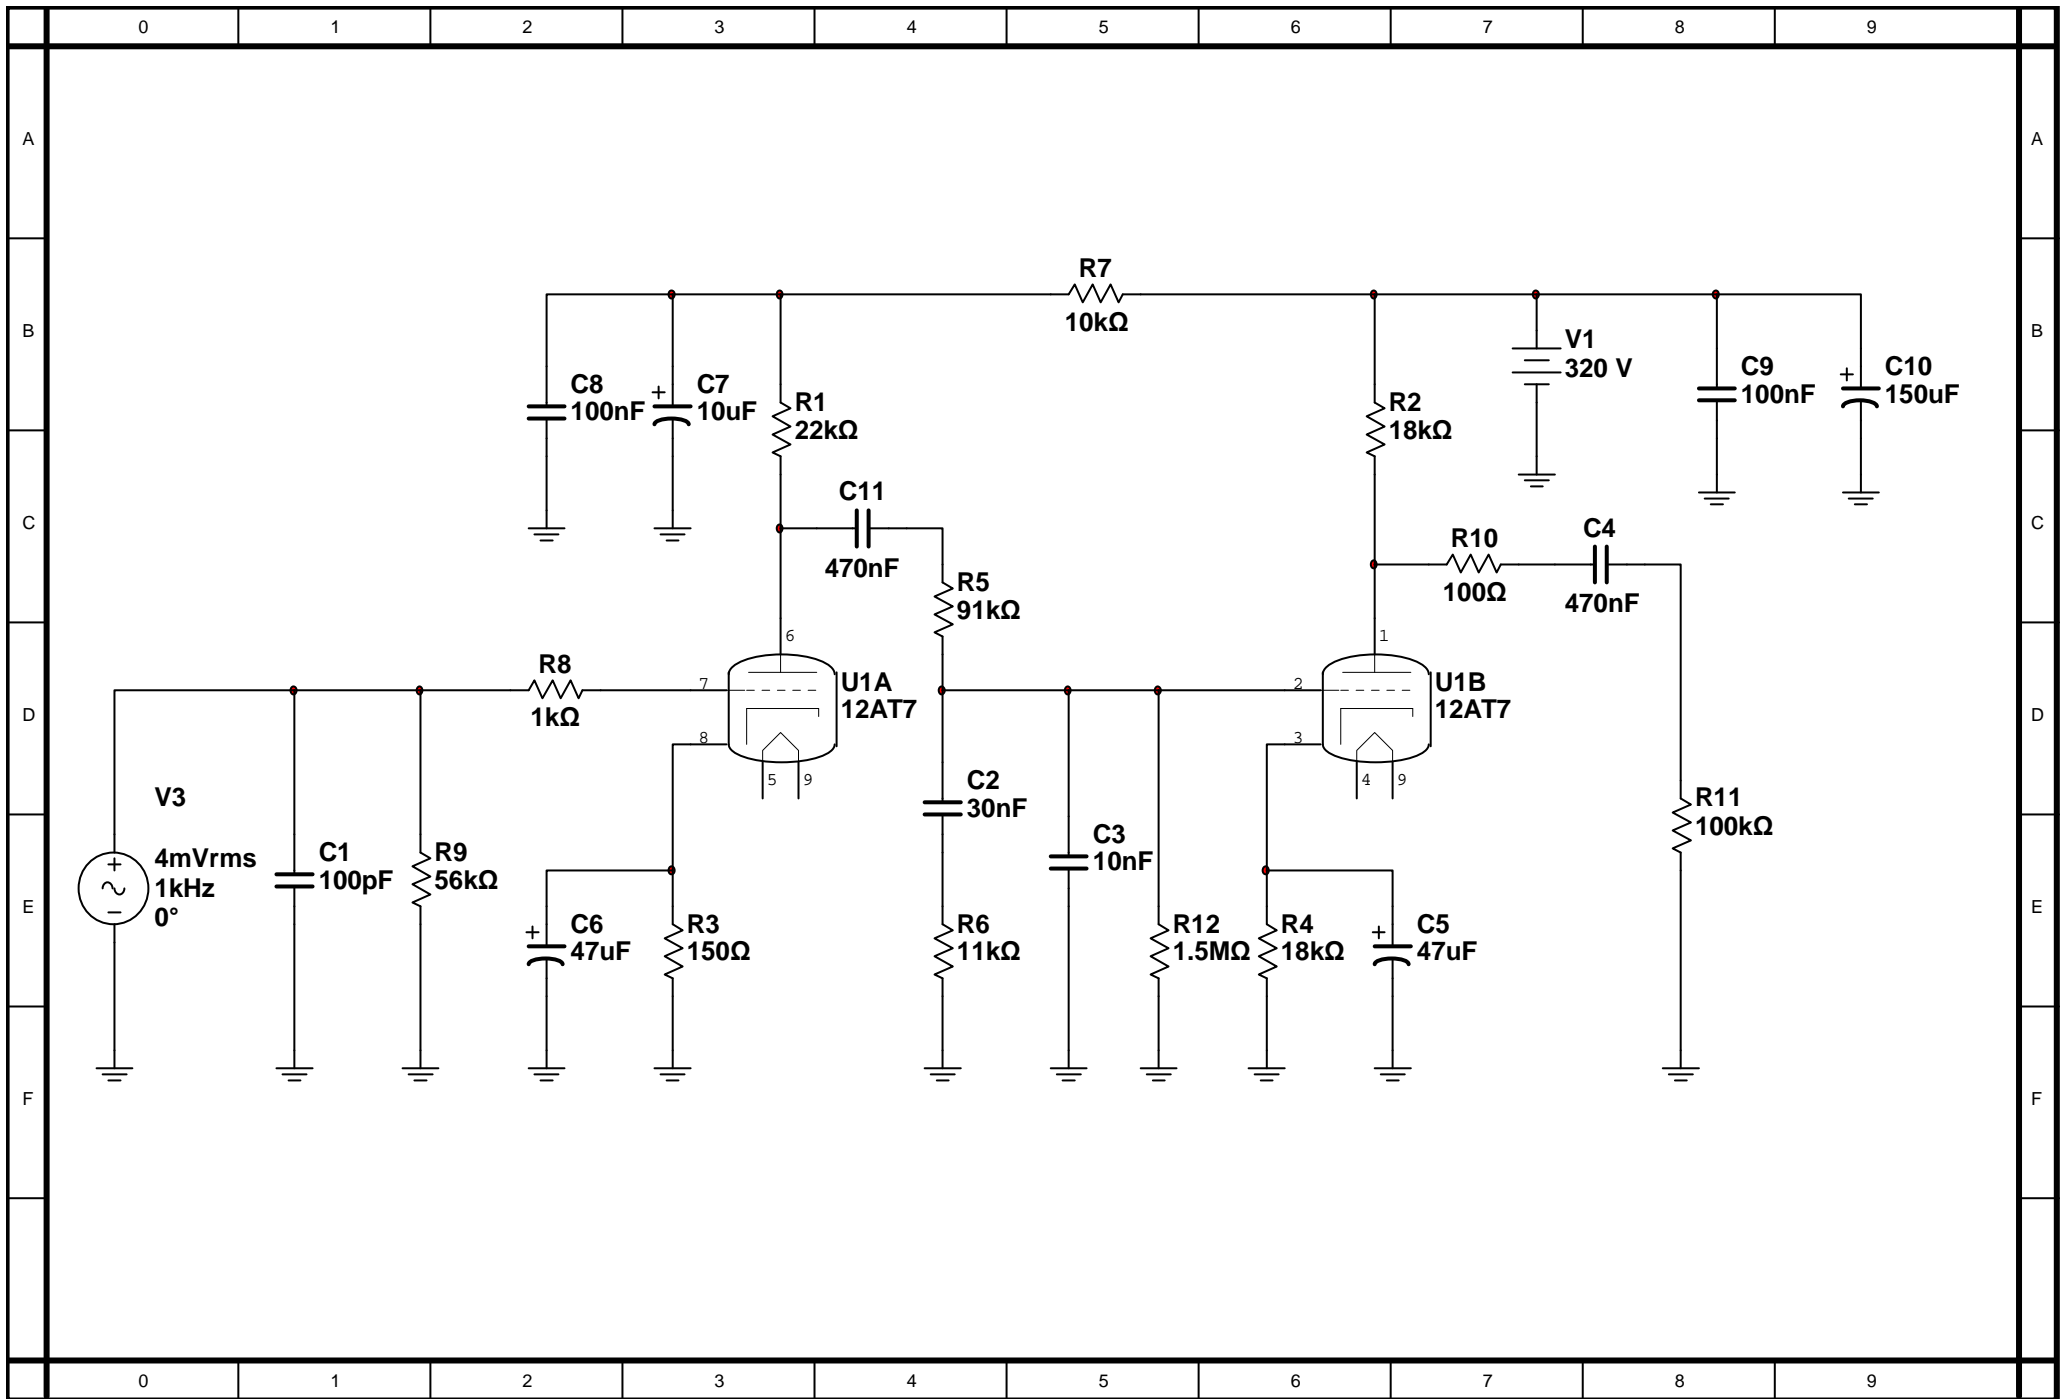 0 1 2 3 4 5 6 7 8 9
A A
R7
10kΩ
B B
V1
320 V
C9
100nF
C10
150uF
C8
100nF
C7
10uF
R1
22kΩ
R2
18kΩ
C11
470nF
C C
R10
100Ω
C4
470nF
R5
91kΩ
6
1
R8
1kΩ
7
U1A
12AT7
2
U1B
12AT7
D D
8
3
5 9
4 9
V3
4mVrms
1kHz
0°
C2
30nF
R11
100kΩ
C1
100pF
R9
56kΩ
C3
10nF
E E
C6
47uF
R3
150Ω
R6
11kΩ
R12
1.5MΩ
R4
18kΩ
C5
47uF
F F
0 1 2 3 4 5 6 7 8 9